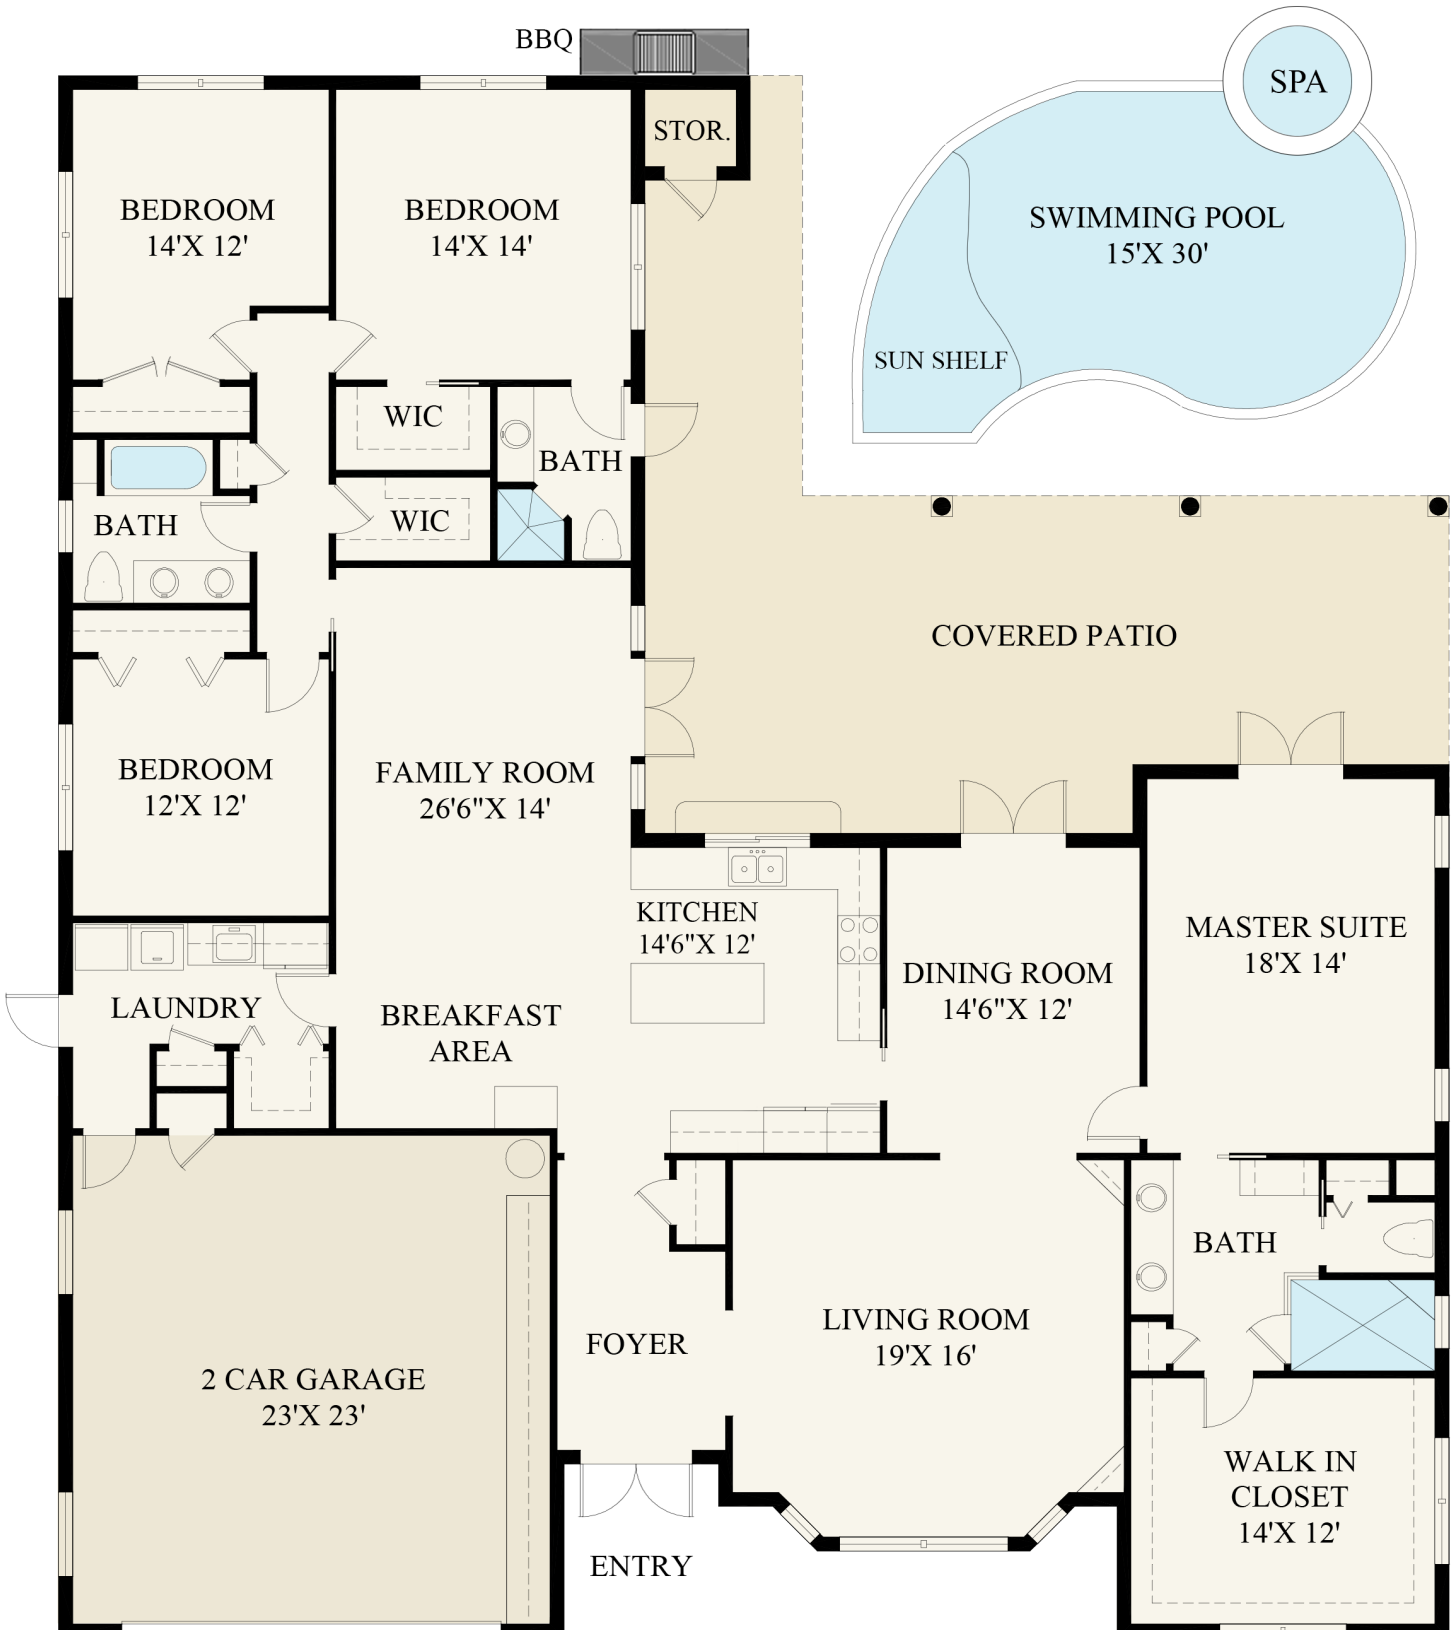 BBQ
SPA
STOR.
BEDROOM
14'X 12'
BEDROOM
14'X 14'
SWIMMING POOL
15'X 30'
SUN SHELF
WIC
BATH
WIC
BATH
COVERED PATIO
BEDROOM
12'X 12'
FAMILY ROOM
26'6"X 14'
KITCHEN
14'6"X 12'
MASTER SUITE
18'X 14'
DINING ROOM
14'6"X 12'
LAUNDRY
BREAKFAST
AREA
BATH
LIVING ROOM
19'X 16'
FOYER
2 CAR GARAGE
23'X 23'
WALK IN
CLOSET
14'X 12'
ENTRY